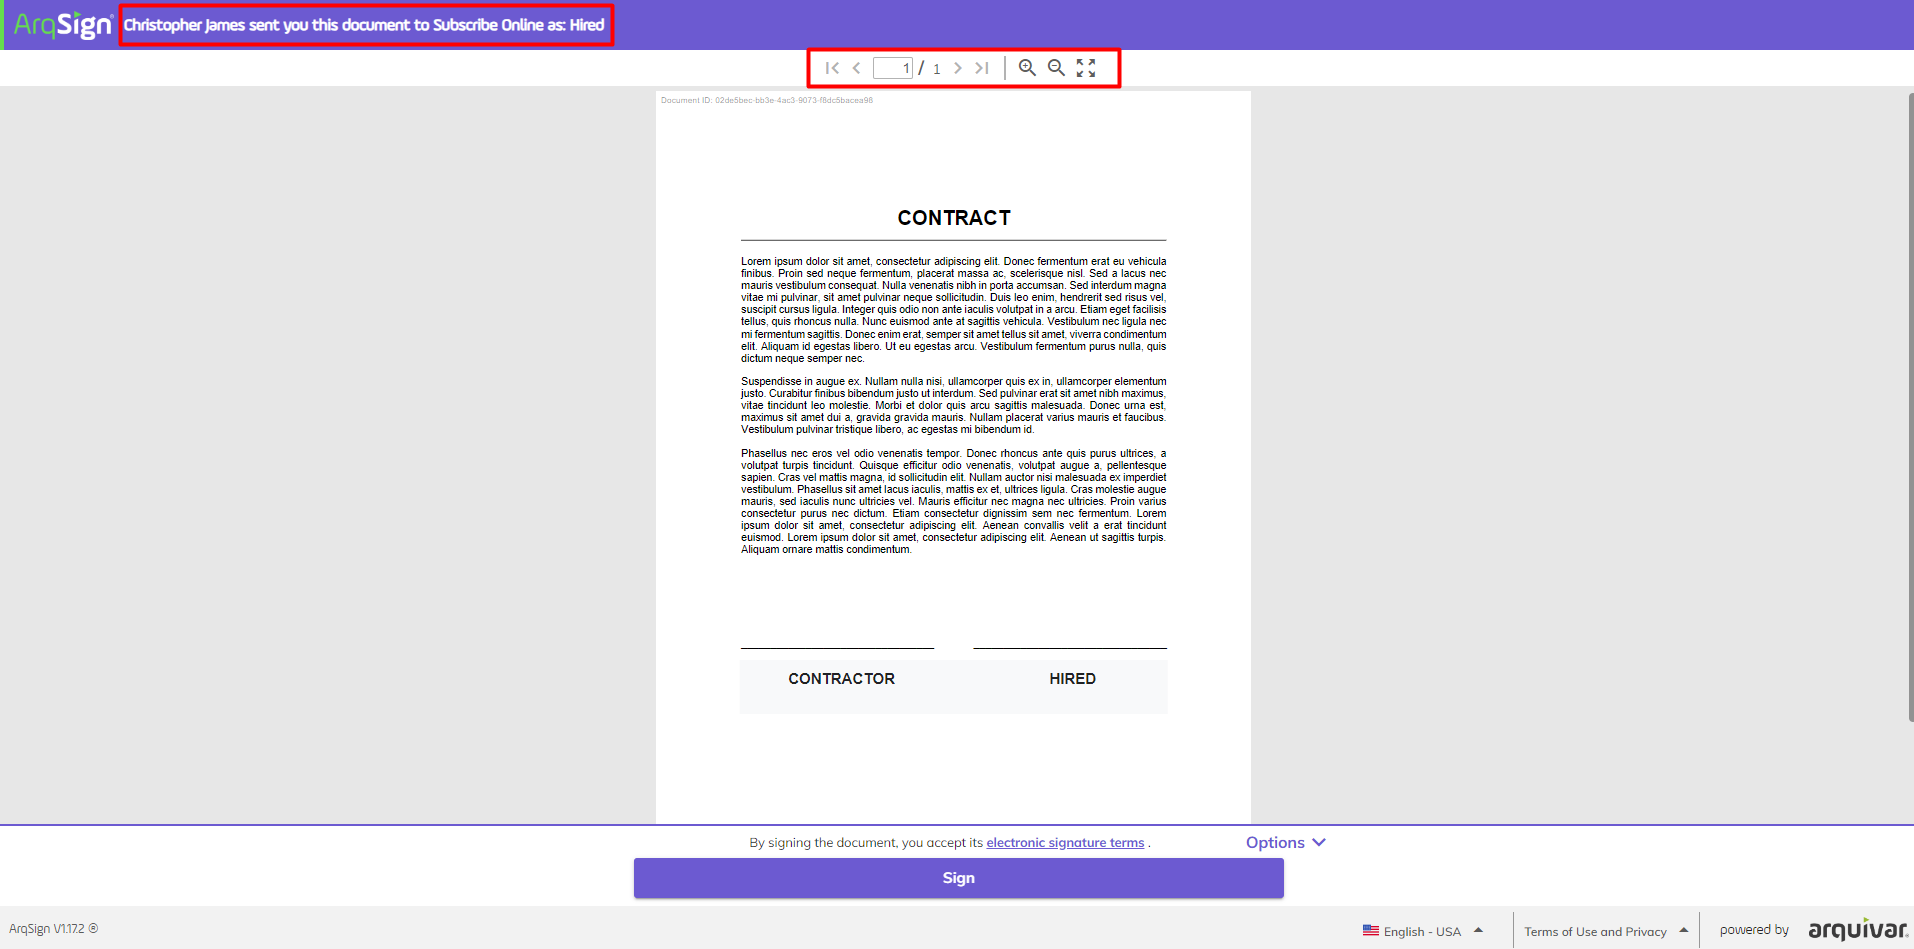 ArqSign
Christopher James sent you this document to Subscribe Online as: Hired
1 / 1
Document ID: 02de5bec-bb3e-4ac3-9073-f8dc5bacea98
CONTRACT
Lorem ipsum dolor sit amet, consectetur adipiscing elit. Donec fermentum erat eu vehicula
finibus. Proin sed neque fermentum, placerat massa ac, scelerisque nisl. Sed a lacus nec
mauris vestibulum consequat. Nulla venenatis nibh in porta accumsan. Sed interdum magna
vitae mi pulvinar, sit amet pulvinar neque sollicitudin. Duis leo enim, hendrerit sed risus vel,
suscipit cursus ligula. Integer quis odio non ante iaculis volutpat in a arcu. Etiam eget facilisis
tellus, quis rhoncus nulla. Nunc euismod ante at sagittis vehicula. Vestibulum nec ligula nec
mi fermentum sagittis. Donec enim erat, semper sit amet tellus sit amet, viverra condimentum
elit. Aliquam id egestas libero. Ut eu egestas arcu. Vestibulum fermentum purus nulla, quis
dictum neque semper nec.
Suspendisse in augue ex. Nullam nulla nisi, ullamcorper quis ex in, ullamcorper elementum
justo. Curabitur finibus bibendum justo ut interdum. Sed pulvinar erat sit amet nibh maximus,
vitae tincidunt leo molestie. Morbi et dolor quis arcu sagittis malesuada. Donec urna est,
maximus sit amet dui a, gravida gravida mauris. Nullam placerat varius mauris et faucibus.
Vestibulum pulvinar tristique libero, ac egestas mi bibendum id.
Phasellus nec eros vel odio venenatis tempor. Donec rhoncus ante quis purus ultrices, a
volutpat turpis tincidunt. Quisque efficitur odio venenatis, volutpat augue a, pellentesque
sapien. Cras vel mattis magna, id sollicitudin elit. Nullam auctor nisi malesuada ex imperdiet
vestibulum. Phasellus sit amet lacus iaculis, mattis ex et, ultrices ligula. Cras molestie augue
mauris, sed iaculis nunc ultricies vel. Mauris efficitur nec magna nec ultricies. Proin varius
consectetur purus nec dictum. Etiam consectetur dignissim sem nec fermentum. Lorem
ipsum dolor sit amet, consectetur adipiscing elit. Aenean convallis velit a erat tincidunt
euismod. Lorem ipsum dolor sit amet, consectetur adipiscing elit. Aenean ut sagittis turpis.
Aliquam ornare mattis condimentum.
CONTRACTOR HIRED
By signing the document, you accept its electronic signature terms . Options
Sign
ArqSign V1.17.2 ® English - USA Terms of Use and Privacy powered by arquivar.